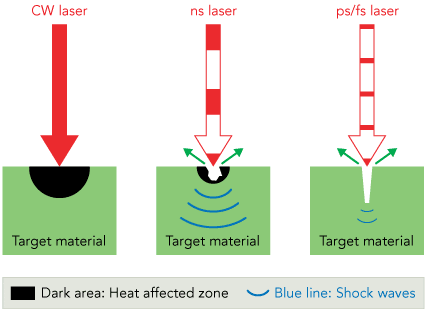 CW laser
ns laser
ps/fs laser
Target material
Target material
Target material
Dark area: Heat affected zone
Blue line: Shock waves